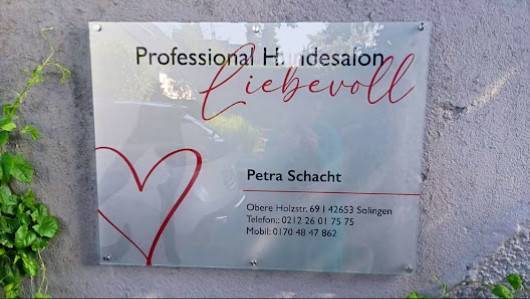 Professional Hundesalon
Liebevoll
Petra Schacht
Obere Holzstr. 69 | 42653 Solingen
Telefon:: 0212 26 01 75 75
Mobil: 0170 48 47 862